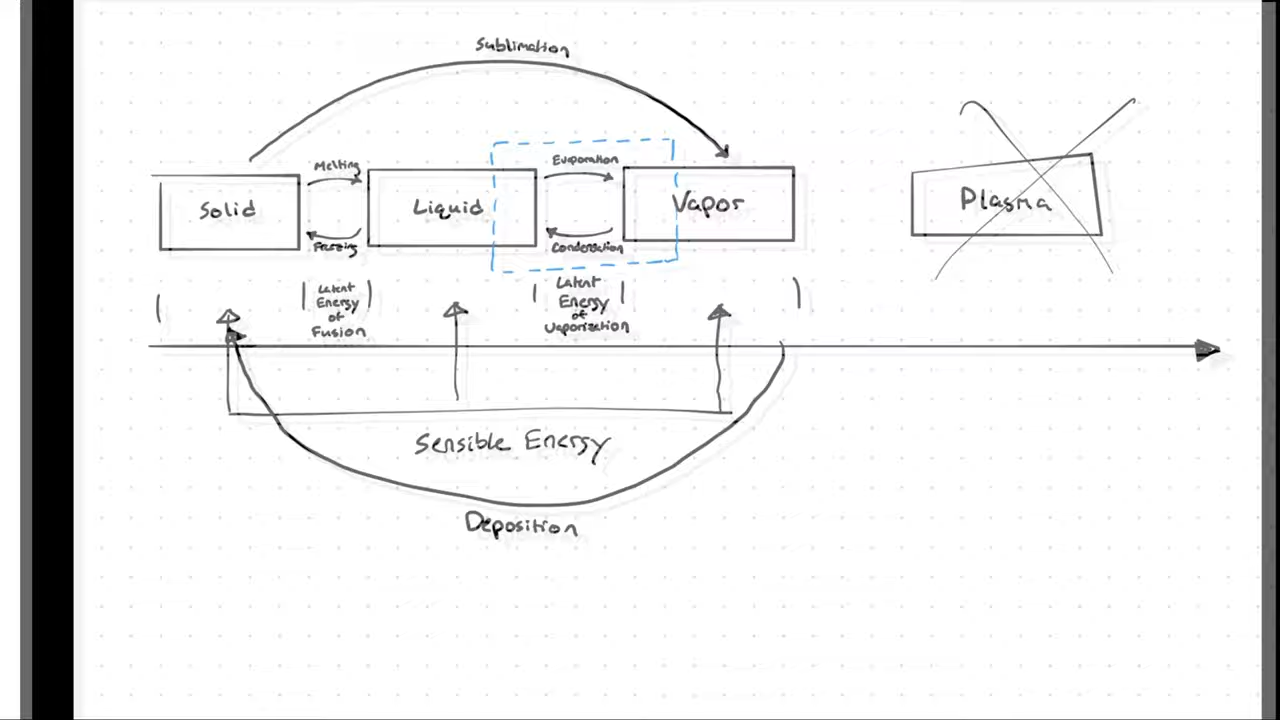 Sublimation
Melting
Evaporation
Solid
Liquid
Vapor
Plasma
Freezing
Condensation
Latent
Energy
of
Fusion
Latent
Energy
of
Vaporization
Sensible Energy
Deposition